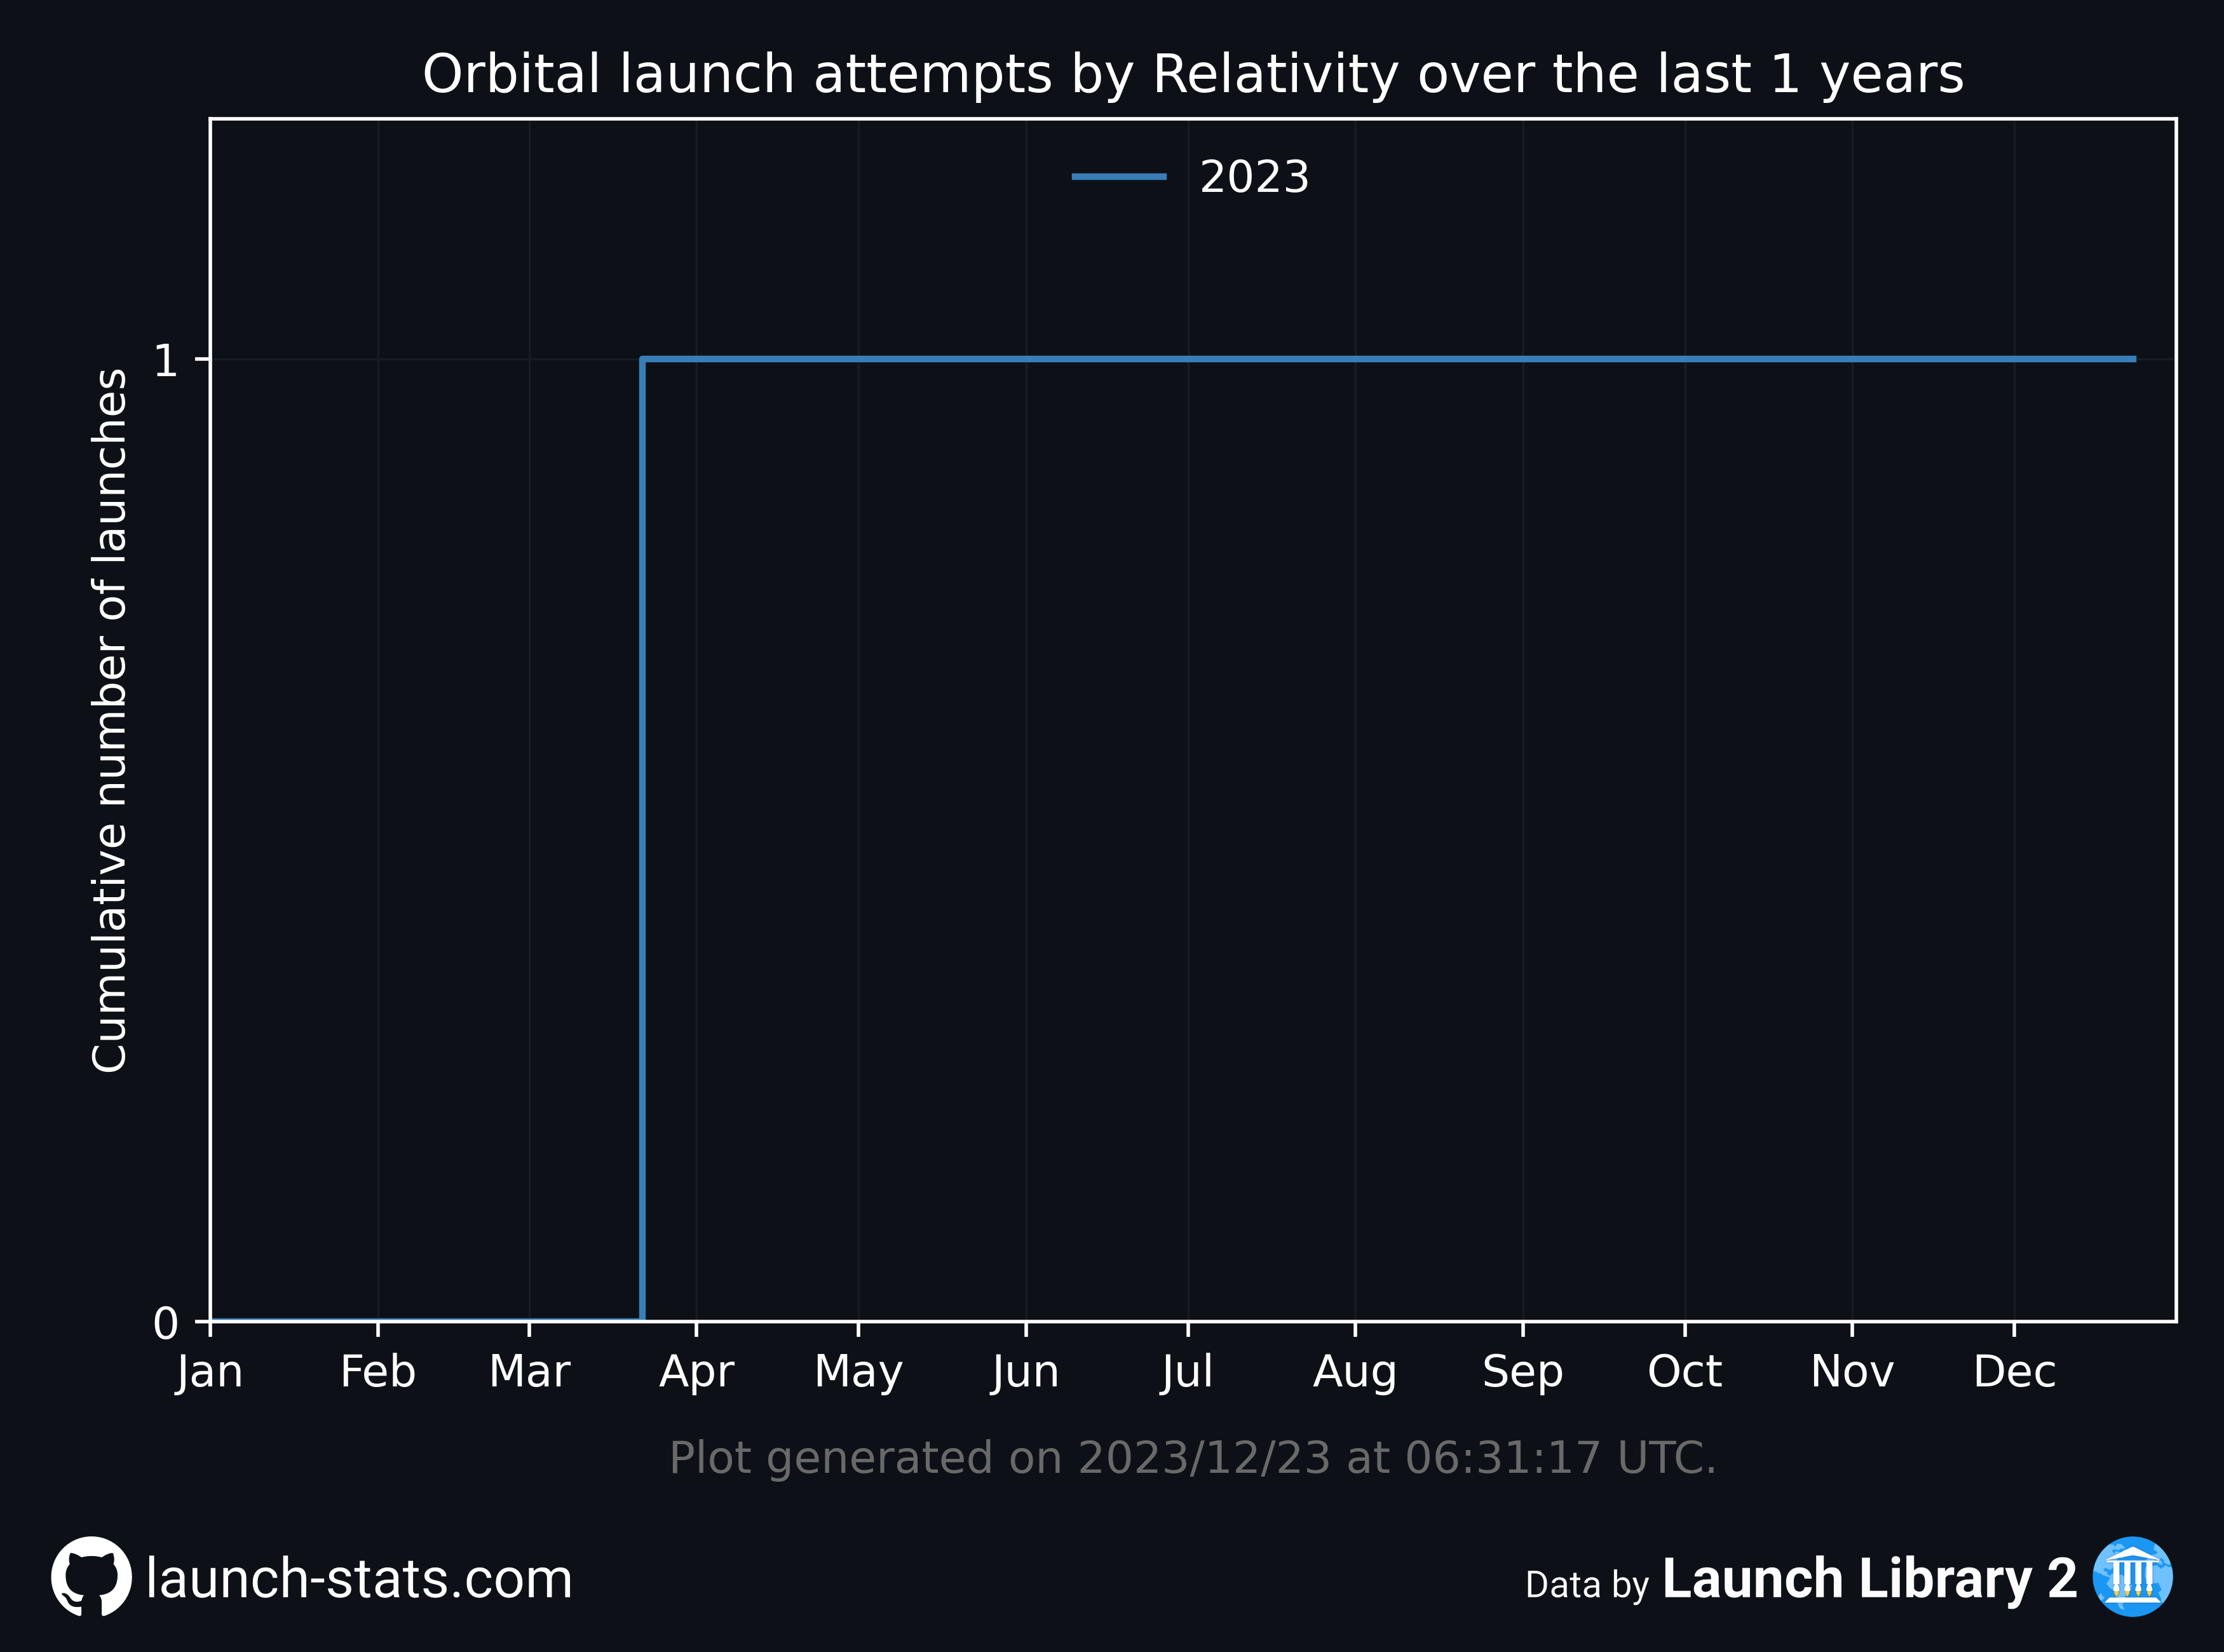 Orbital launch attempts by Relativity over the last 1 years
2023
Cumulative number of launches
1
0
Jan Feb Mar Apr May Jun Jul Aug Sep Oct Nov Dec
Plot generated on 2023/12/23 at 06:31:17 UTC.
launch-stats.com
Data by Launch Library 2